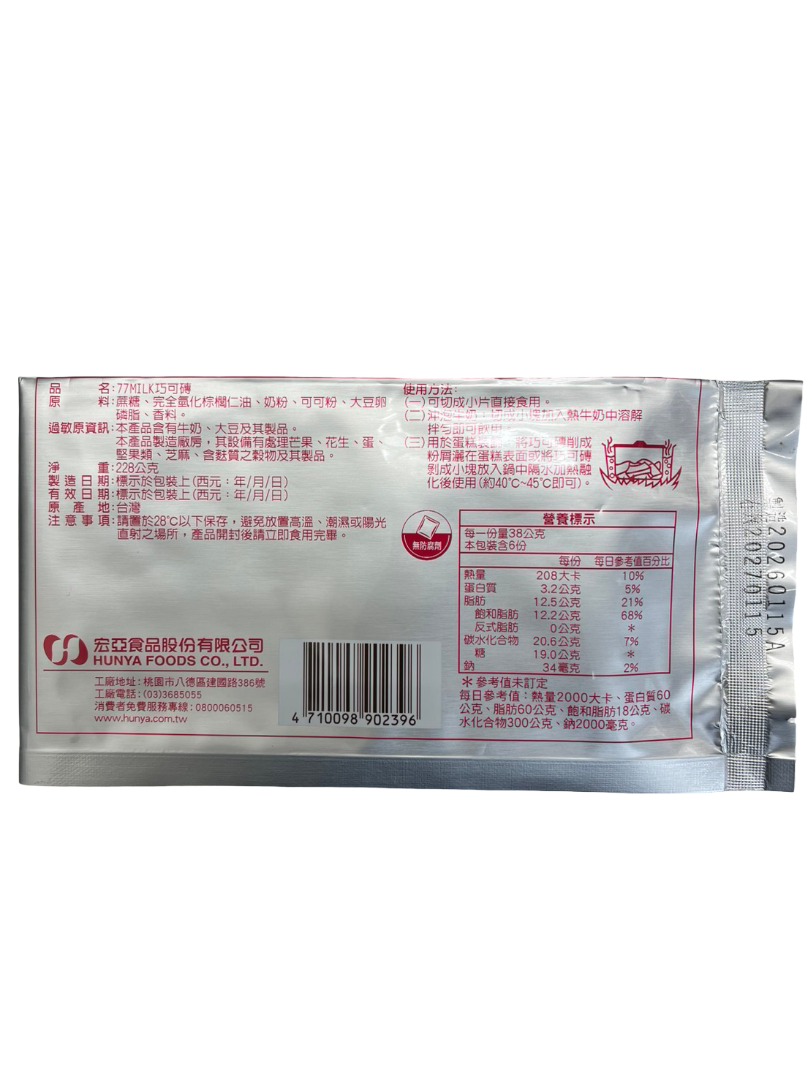 品 名:77MILK巧可磚
原 料:蔗糖、完全氫化棕櫚仁油、奶粉、可可粉、大豆卵
磷脂、香料。
過敏原資訊:本產品含有牛奶、大豆及其製品。
本產品製造廠房，其設備有處理芒果、花生、蛋、
堅果類、芝麻、含麩質之穀物及其製品。
淨 重:228公克
製造日期:標示於包裝上(西元：年/月/日)
有效日期:標示於包裝上(西元：年/月/日)
原產地:台灣
注意事項:請置於28°C以下保存，避免放置高溫、潮濕或陽光
直射之場所，產品開封後請立即食用完畢。
使用方法:
(一)可切成小片直接食用。
(二)沖泡牛奶 切成小塊加入熱牛奶中溶解
拌勻即可飲用
(三)用於蛋糕裝飾 將巧可磚削成
粉屑灑在蛋糕表面或將巧可磚
剝成小塊放入鍋中隔水加熱融
化後使用(約40°C~45°C即可)。
無防腐劑
營養標示
每一份量38公克
本包裝含6份
每份 每日參考值百分比
熱量 208大卡 10%
蛋白質 3.2公克 5%
脂肪 12.5公克 21%
飽和脂肪 12.2公克 68%
反式脂肪 0公克 *
碳水化合物 20.6公克 7%
糖 19.0公克 *
鈉 34毫克 2%
*參考值未訂定
每日參考值：熱量2000大卡、蛋白質60
公克、脂肪60公克、飽和脂肪18公克、碳
水化合物300公克、鈉2000毫克。
宏亞食品股份有限公司
HUNYA FOODS CO., LTD.
工廠地址:桃園市八德區建國路386號
工廠電話:(03)3685055
消費者免費服務專線:0800060515
www.hunya.com.tw
4 710098 902396
20260115A
20270115